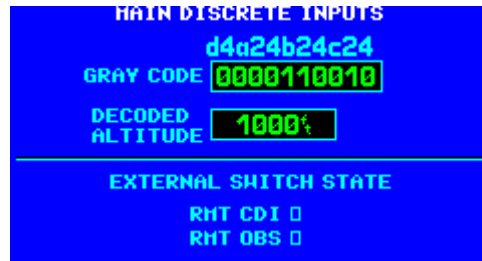 MAIN DISCRETE INPUTS
d4a24b24c24
GRAY CODE 0000110010
DECODED ALTITUDE 1000ft
EXTERNAL SWITCH STATE
RMT CDI
RMT OBS